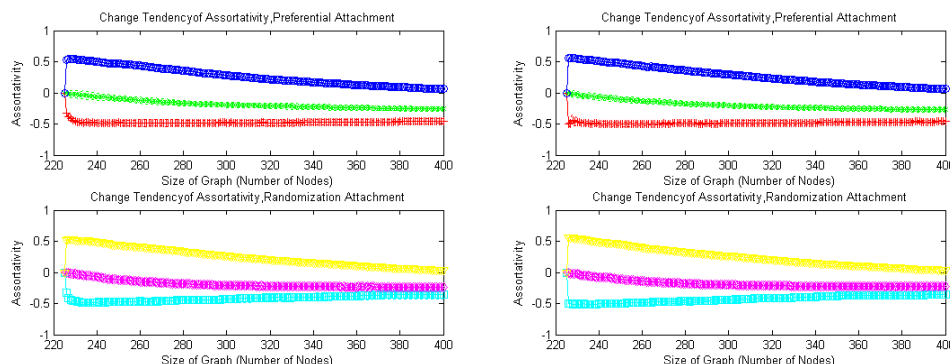 Change Tendencyof Assortativity,Preferential Attachment
1
0.5
0
-0.5
-1
Assortativity
220 240 260 280 300 320 340 360 380 400
Size of Graph (Number of Nodes)
Change Tendencyof Assortativity,Preferential Attachment
1
0.5
0
-0.5
-1
Assortativity
220 240 260 280 300 320 340 360 380 400
Size of Graph (Number of Nodes)
Change Tendencyof Assortativity,Randomization Attachment
1
0.5
0
-0.5
-1
Assortativity
220 240 260 280 300 320 340 360 380 400
Size of Graph (Number of Nodes)
Change Tendencyof Assortativity,Randomization Attachment
1
0.5
0
-0.5
-1
Assortativity
220 240 260 280 300 320 340 360 380 400
Size of Graph (Number of Nodes)